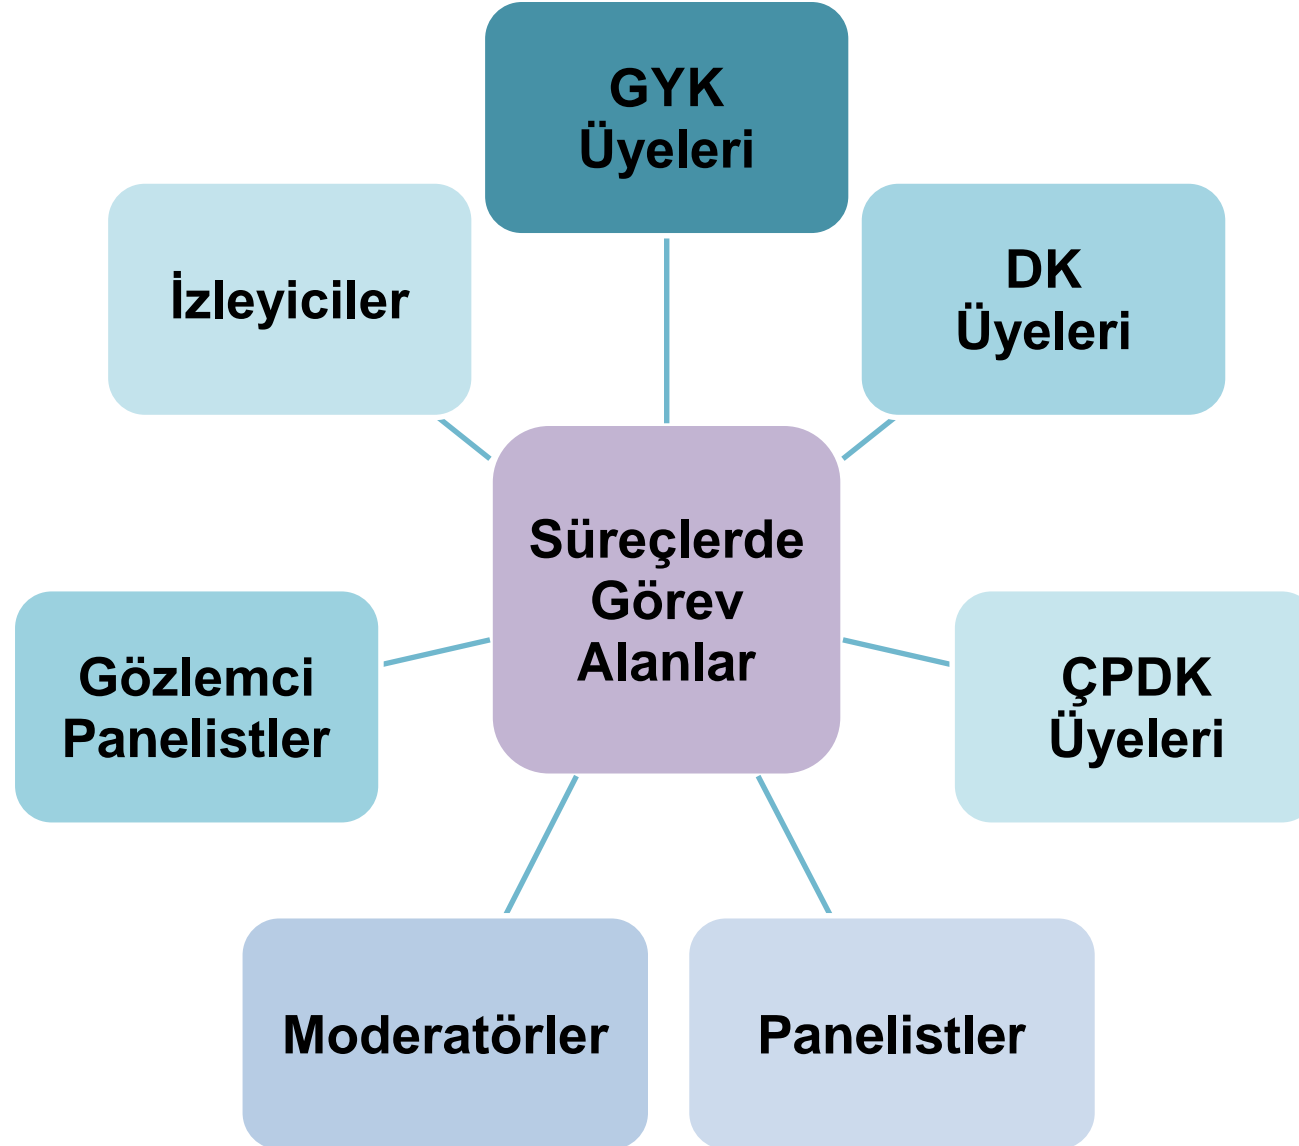 GYK
Üyeleri
DK
Üyeleri
İzleyiciler
Süreçlerde
Görev
Alanlar
Gözlemci
Panelistler
ÇPDK
Üyeleri
Moderatörler
Panelistler